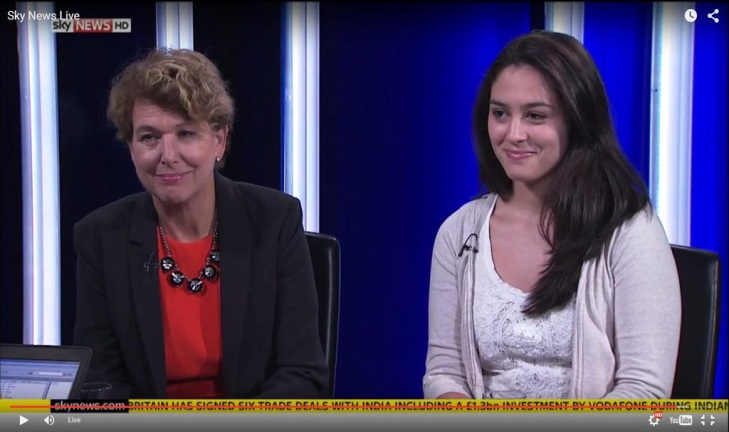 Sky News Live
sky NEWS HD
skynews.com BRITAIN HAS SIGNED SIX TRADE DEALS WITH INDIA INCLUDING A £1.3bn INVESTMENT BY VODAFONE DURING INDIAN
Live
HD
YouTube